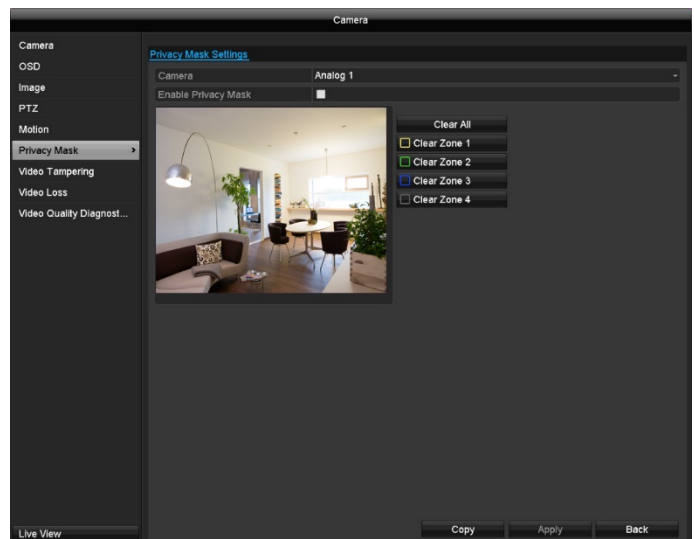 Camera
Camera
OSD
Image
PTZ
Motion
Privacy Mask
Video Tampering
Video Loss
Video Quality Diagnost...
Live View
Privacy Mask Settings
Camera Analog 1
Enable Privacy Mask
Clear All
Clear Zone 1
Clear Zone 2
Clear Zone 3
Clear Zone 4
Copy Apply Back